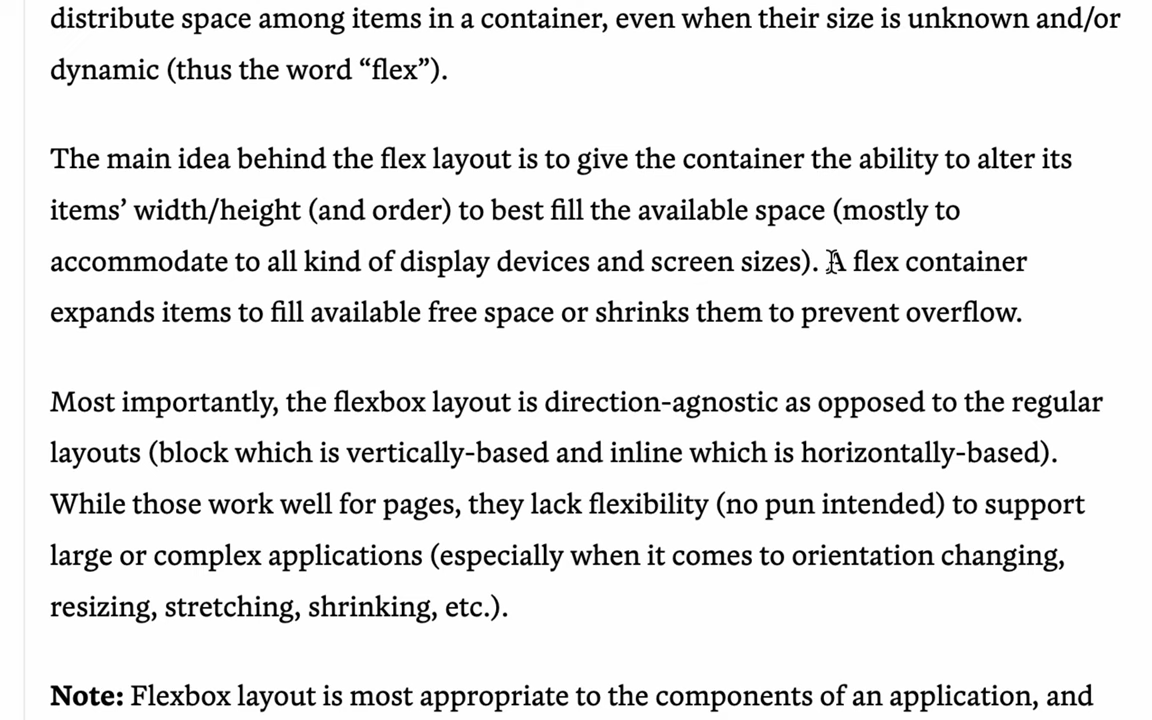 distribute space among items in a container, even when their size is unknown and/or
dynamic (thus the word “flex”).
The main idea behind the flex layout is to give the container the ability to alter its
items’ width/height (and order) to best fill the available space (mostly to
accommodate to all kind of display devices and screen sizes). A flex container
expands items to fill available free space or shrinks them to prevent overflow.
Most importantly, the flexbox layout is direction-agnostic as opposed to the regular
layouts (block which is vertically-based and inline which is horizontally-based).
While those work well for pages, they lack flexibility (no pun intended) to support
large or complex applications (especially when it comes to orientation changing,
resizing, stretching, shrinking, etc.).
Note: Flexbox layout is most appropriate to the components of an application, and